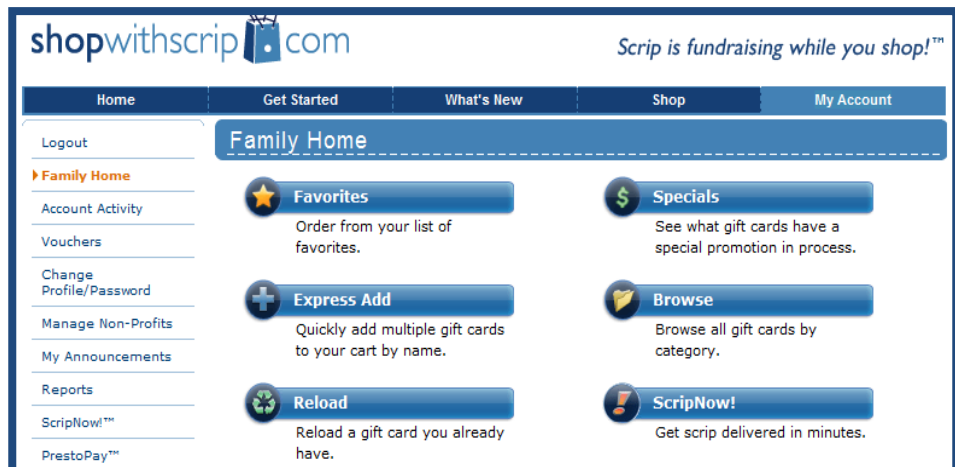 shopwithscrip.com
Scrip is fundraising while you shop!™
Home Get Started What's New Shop My Account
Logout
Family Home
Account Activity
Vouchers
Change
Profile/Password
Manage Non-Profits
My Announcements
Reports
ScripNow!™
PrestoPay™
Family Home
Favorites
Order from your list of
favorites.
Specials
See what gift cards have a
special promotion in process.
Express Add
Quickly add multiple gift cards
to your cart by name.
Browse
Browse all gift cards by
category.
Reload
Reload a gift card you already
have.
ScripNow!
Get scrip delivered in minutes.